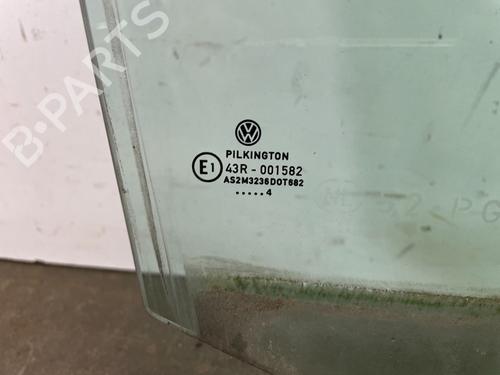 B-PARTS
VW
PILKINGTON
E1 43R - 001582
AS2M3236DOT682
.....4